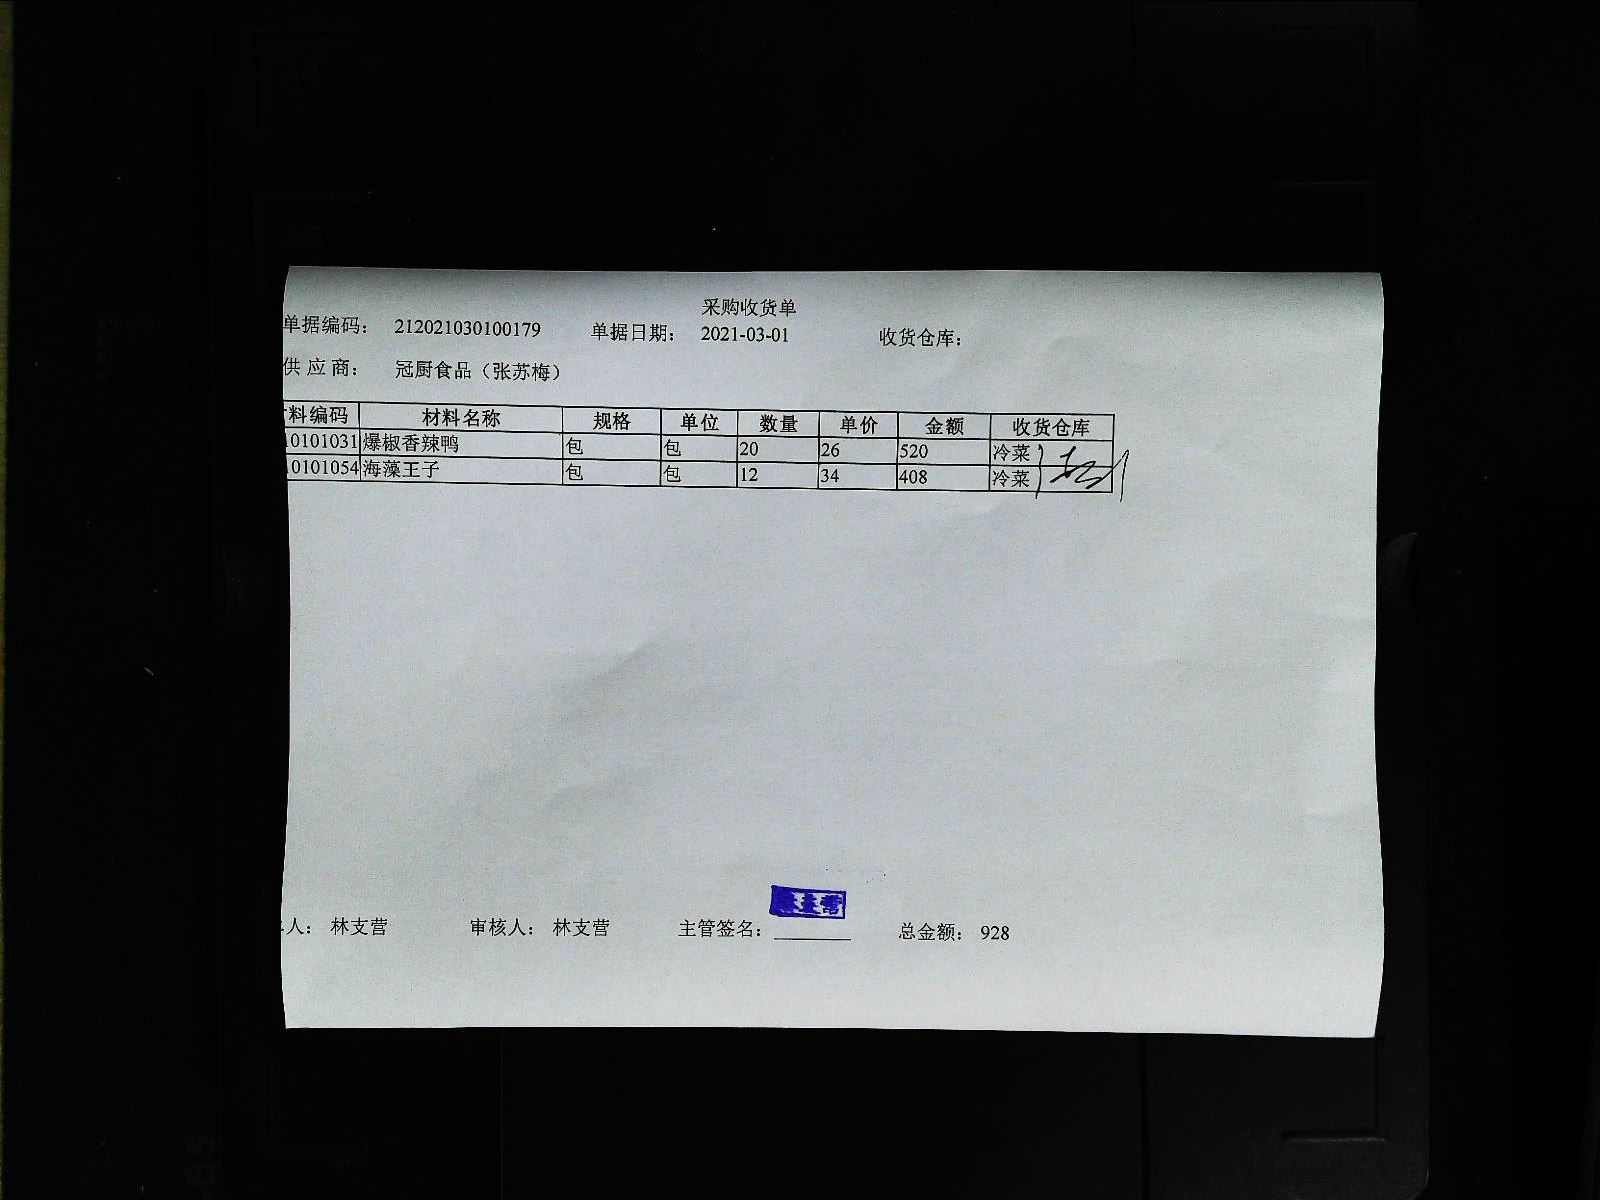 采购收货单
单据编码： 212021030100179 单据日期： 2021-03-01 收货仓库：
供应商： 冠厨食品（张苏梅）
料编码 材料名称 规格 单位 数量 单价 金额 收货仓库
0101031 爆椒香辣鸭 包 包 20 26 520 冷菜
0101054 海藻王子 包 包 12 34 408 冷菜
人： 林支营 审核人： 林支营 主管签名： 总金额： 928